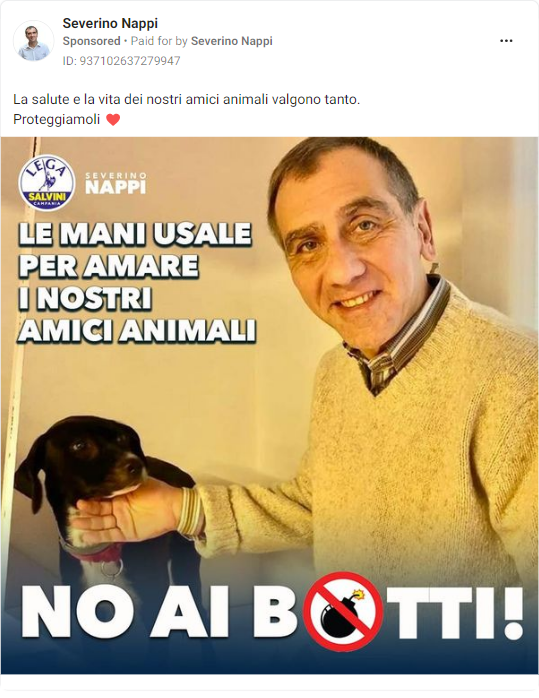 Severino Nappi
Sponsored • Paid for by Severino Nappi
ID: 937102637279947
La salute e la vita dei nostri amici animali valgono tanto.
Proteggiamoli ❤️
LEGA
SALVINI
CAMPANIA
SEVERINO
NAPPI
LE MANI USALE
PER AMARE
I NOSTRI
AMICI ANIMALI
NO AI BOTTI!